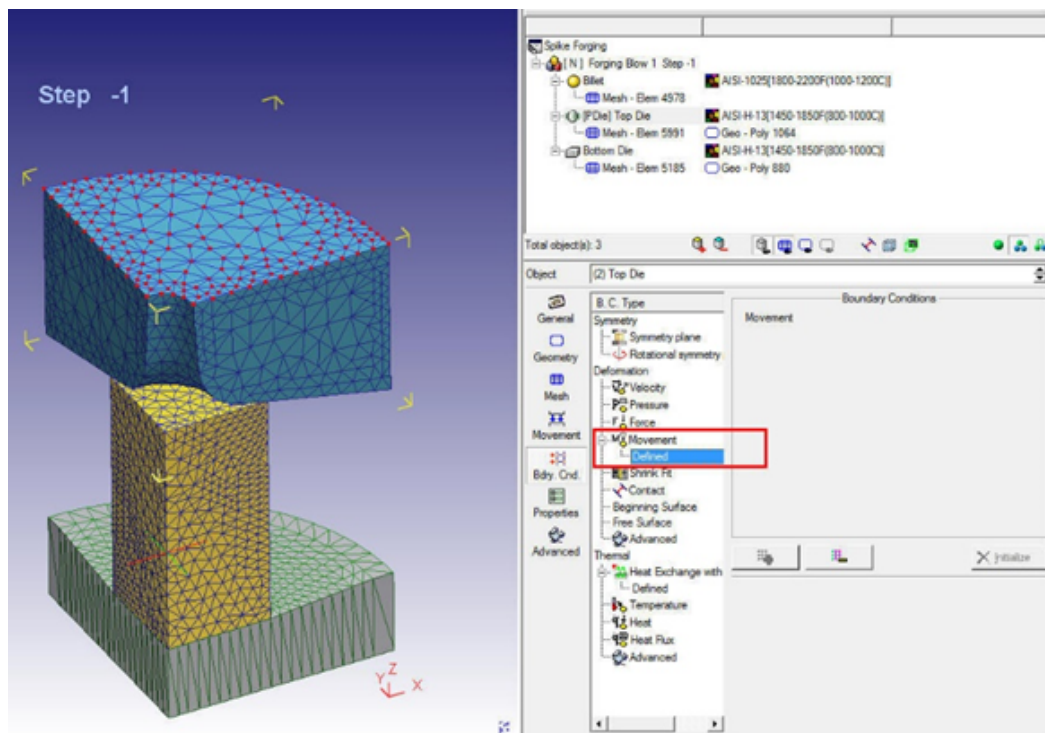 Step -1
Spike Forging
[ N ] Forging Blow 1 Step -1
Billet AISI-1025[1800-2200F(1000-1200C)]
Mesh - Elem 4978
[PDie] Top Die AISI-H-13[1450-1850F(800-1000C)]
Mesh - Elem 5991 Geo - Poly 1064
Bottom Die AISI-H-13[1450-1850F(800-1000C)]
Mesh - Elem 5185 Geo - Poly 880
Total object(s): 3
Object (2) Top Die
General
Geometry
Mesh
Movement
Bdy. Cnd.
Properties
Advanced
B. C. Type
Symmetry
Symmetry plane
Rotational symmetry
Deformation
Velocity
Pressure
Force
Movement
Defined
Shrink Fit
Contact
Beginning Surface
Free Surface
Advanced
Thermal
Heat Exchange with
Defined
Temperature
Heat
Heat Flux
Advanced
Boundary Conditions
Movement
Initialize
Z
Y
X